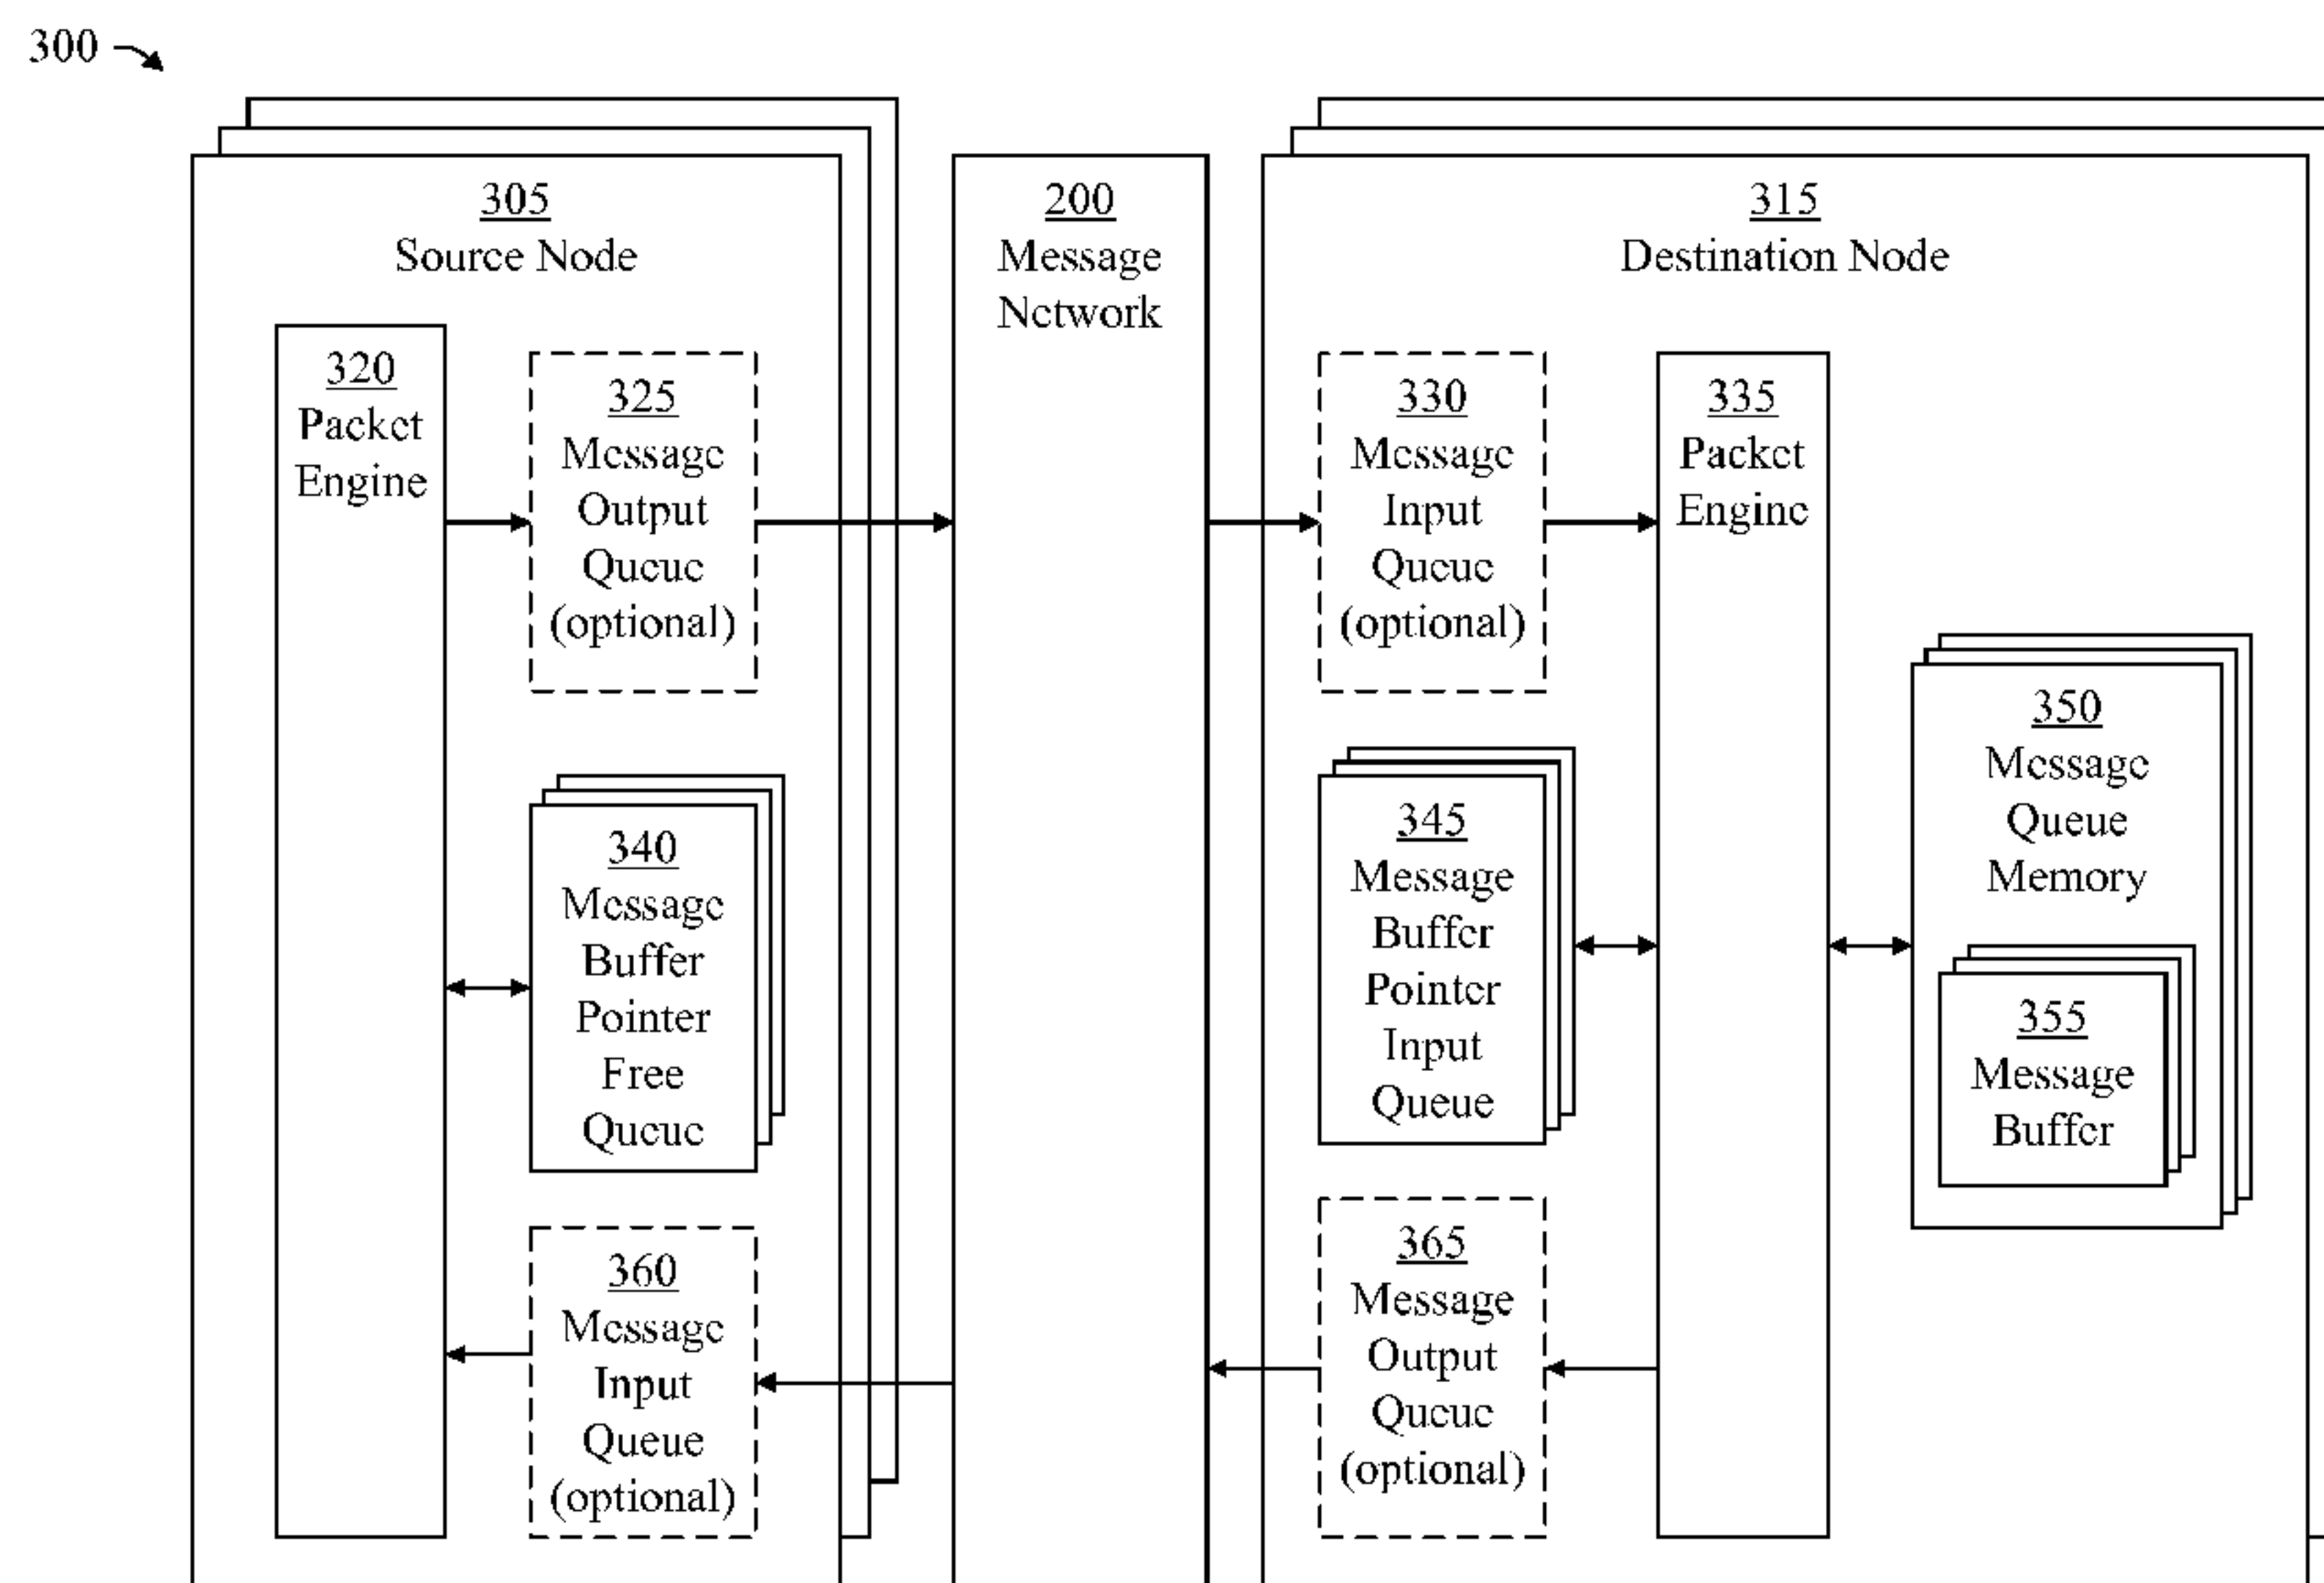 300
305
Source Node
320
Packet
Engine
325
Message
Output
Queue
(optional)
340
Message
Buffer
Pointer
Free
Queue
360
Message
Input
Queue
(optional)
200
Message
Network
315
Destination Node
330
Message
Input
Queue
(optional)
335
Packet
Engine
345
Message
Buffer
Pointer
Input
Queue
365
Message
Output
Queue
(optional)
350
Message
Queue
Memory
355
Message
Buffer